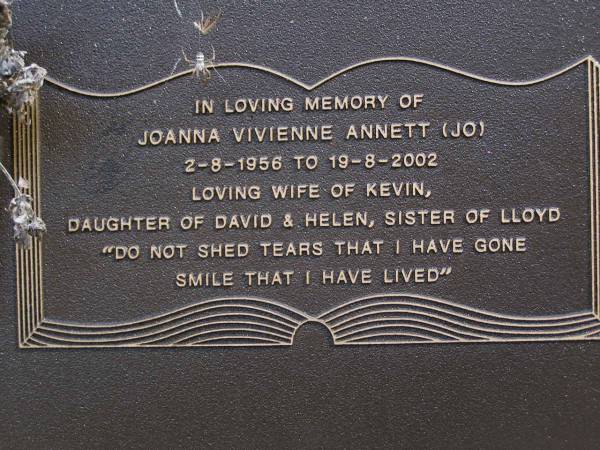 IN LOVING MEMORY OF
JOANNA VIVIENNE ANNETT (JO)
2-8-1956 TO 19-8-2002
LOVING WIFE OF KEVIN,
DAUGHTER OF DAVID & HELEN, SISTER OF LLOYD
"DO NOT SHED TEARS THAT I HAVE GONE
SMILE THAT I HAVE LIVED"